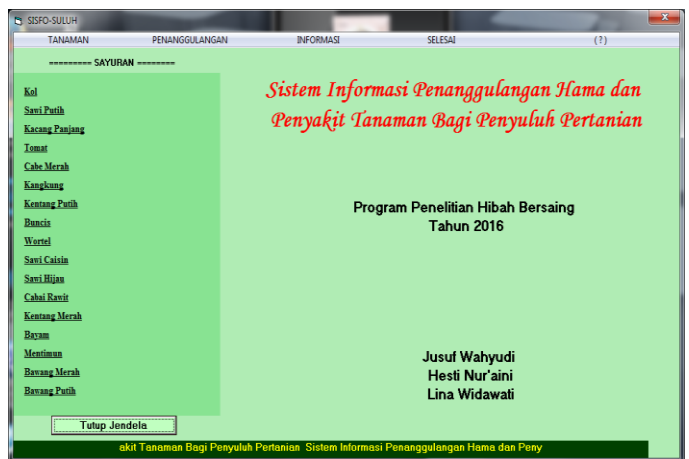 SISFO-SULUH
TANAMAN PENANGGULANGAN INFORMASI SELESAI (?)
======== SAYURAN =======
Kol
Sawi Putih
Kacang Panjang
Tomat
Cabe Merah
Kangkung
Kentang Putih
Buncis
Wortel
Sawi Caisin
Sawi Hijau
Cabai Rawit
Kentang Merah
Bayam
Mentimun
Bawang Merah
Bawang Putih
Tutup Jendela
Sistem Informasi Penanggulangan Hama dan
Penyakit Tanaman Bagi Penyuluh Pertanian
Program Penelitian Hibah Bersaing
Tahun 2016
Jusuf Wahyudi
Hesti Nur'aini
Lina Widawati
akit Tanaman Bagi Penyuluh Pertanian Sistem Informasi Penanggulangan Hama dan Peny